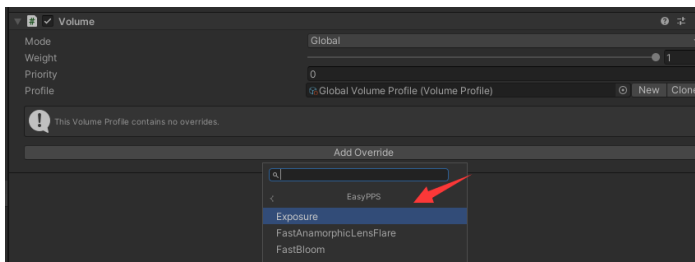 Volume
Mode Global
Weight 1
Priority 0
Profile Global Volume Profile (Volume Profile) New Clone
This Volume Profile contains no overrides.
Add Override
EasyPPS
Exposure
FastAnamorphicLensFlare
FastBloom